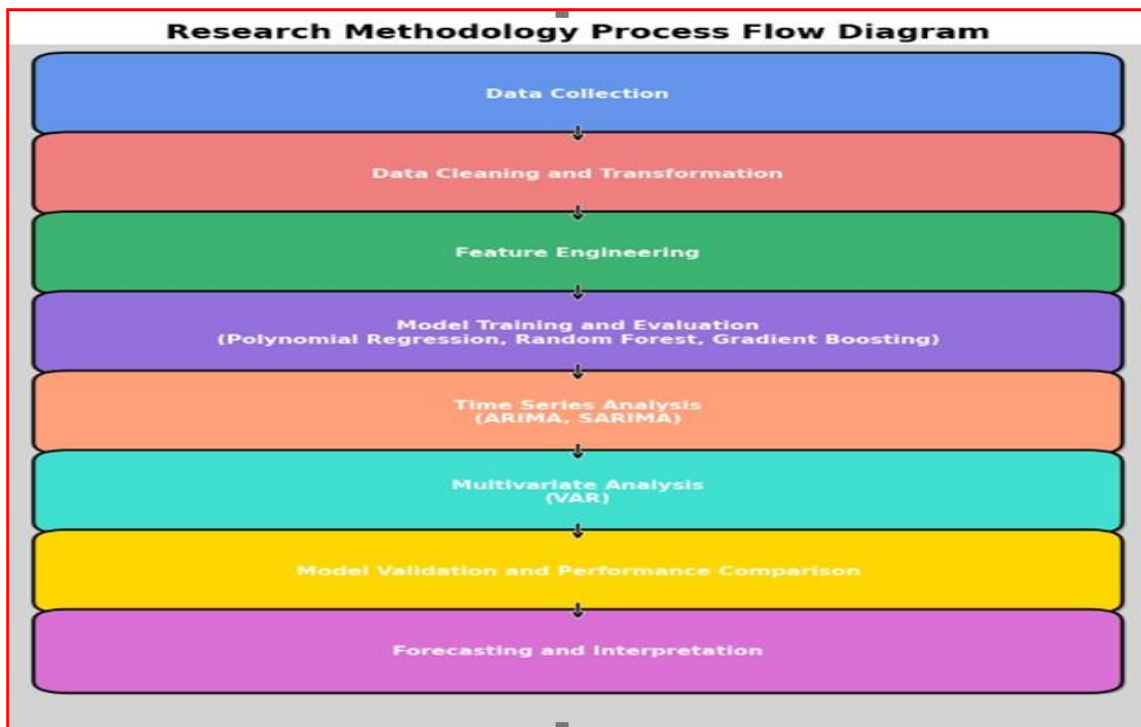 Research Methodology Process Flow Diagram
Data Collection
Data Cleaning and Transformation
Feature Engineering
Model Training and Evaluation
(Polynomial Regression, Random Forest, Gradient Boosting)
Time Series Analysis
(ARIMA, SARIMA)
Multivariate Analysis
(VAR)
Model Validation and Performance Comparison
Forecasting and Interpretation